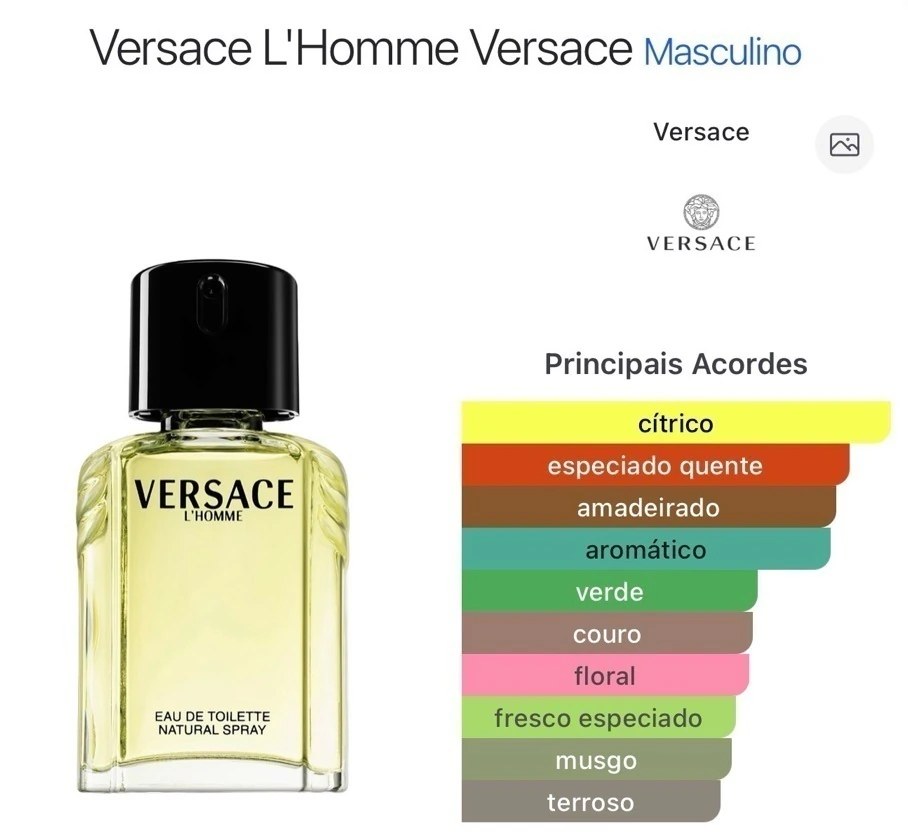 Versace L'Homme Versace Masculino
Versace
VERSACE
Principais Acordes
cítrico
especiado quente
amadeirado
aromático
verde
couro
floral
fresco especiado
musgo
terroso
VERSACE
L'HOMME
EAU DE TOILETTE
NATURAL SPRAY